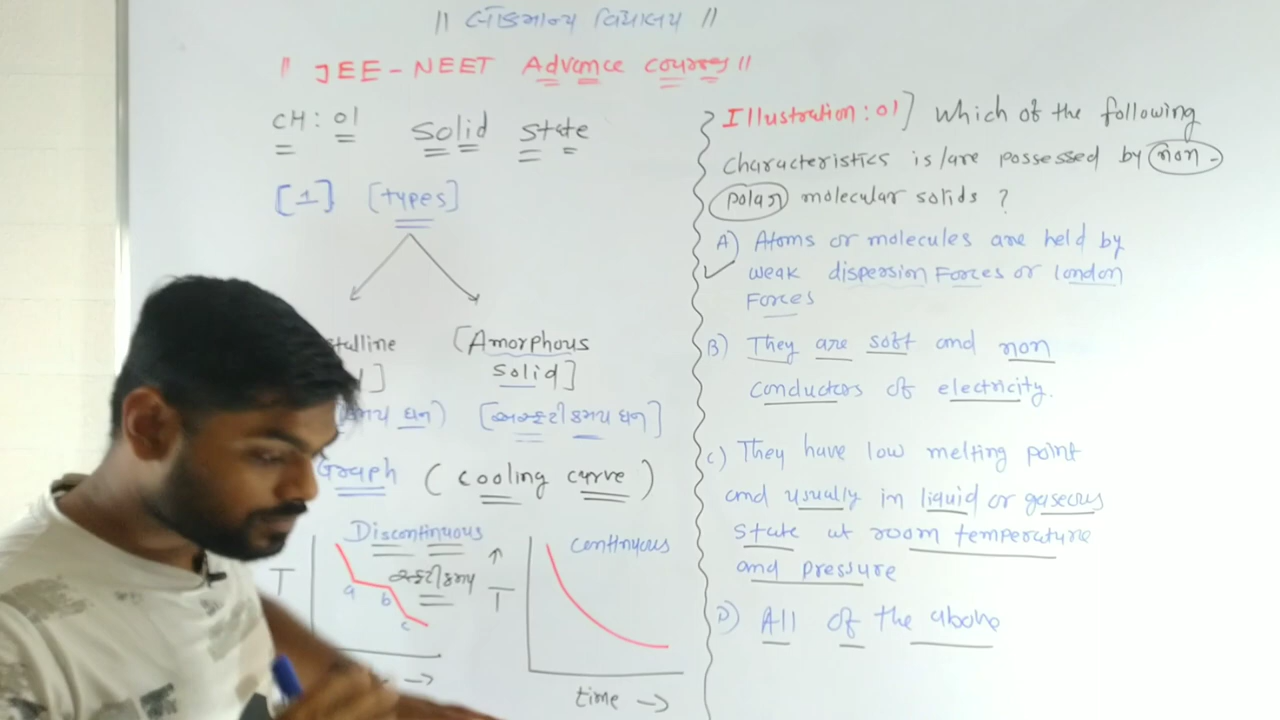 || લોકમાન્ય વિદ્યાલય ||
|| JEE - NEET Advance courses ||
CH: 01 Solid state
[1] [types]
stalline
[Amorphous
solid]
]
મય ઘન)
[અસ્ફટીકમય ઘન]
Graph (cooling curve)
Discontinuous
સ્ફટીકમય
T
a
b
c
continuous
T
time →
Illustration: 01] Which of the following
characteristics is/are possessed by non-
polar molecular solids ?
A) Atoms or molecules are held by
weak dispersion Forces or london
Forces
B) They are soft and non
conductors of electricity.
c) They have low melting point
and usually in liquid or gaseous
state at room temperature
and pressure
D) All of the above